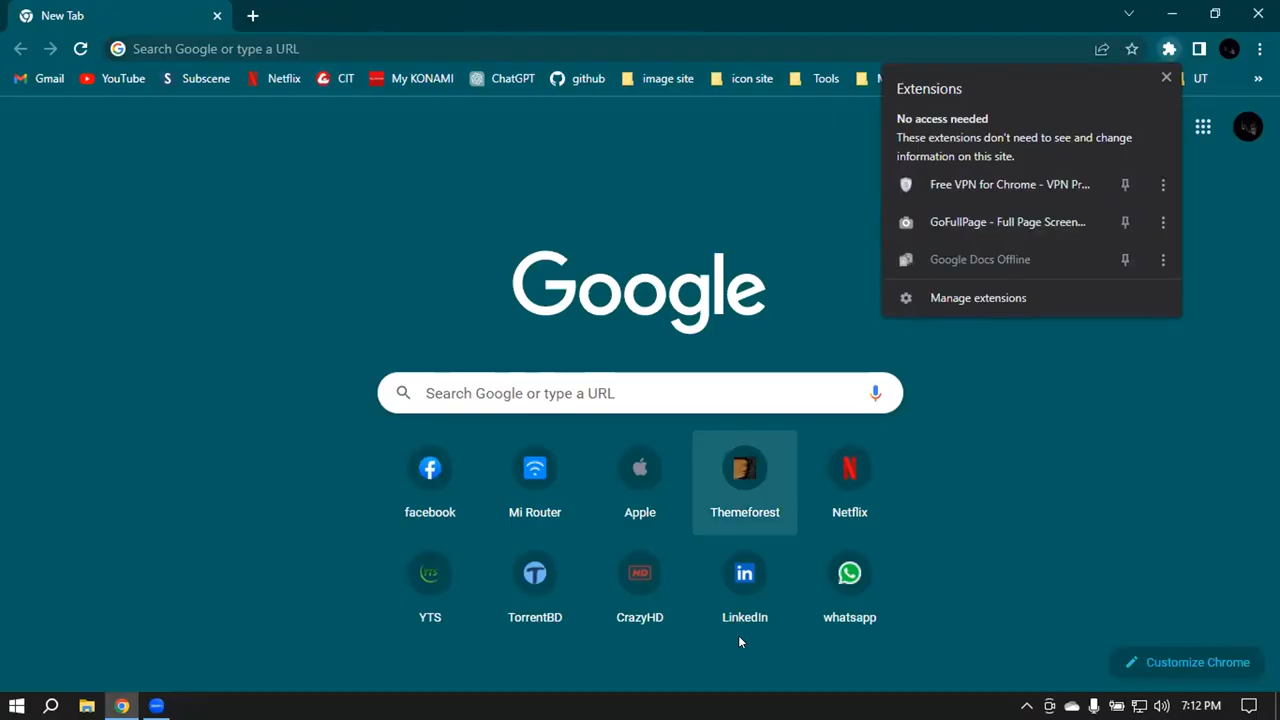 New Tab
Search Google or type a URL
Gmail YouTube Subscene Netflix CIT My KONAMI ChatGPT github image site icon site Tools M UT »
Extensions
No access needed
These extensions don't need to see and change
information on this site.
Free VPN for Chrome - VPN Pr...
GoFullPage - Full Page Screen...
Google Docs Offline
Manage extensions
Google
Search Google or type a URL
facebook Mi Router Apple Themeforest Netflix
YTS HD
YTS TorrentBD CrazyHD LinkedIn whatsapp
Customize Chrome
7:12 PM